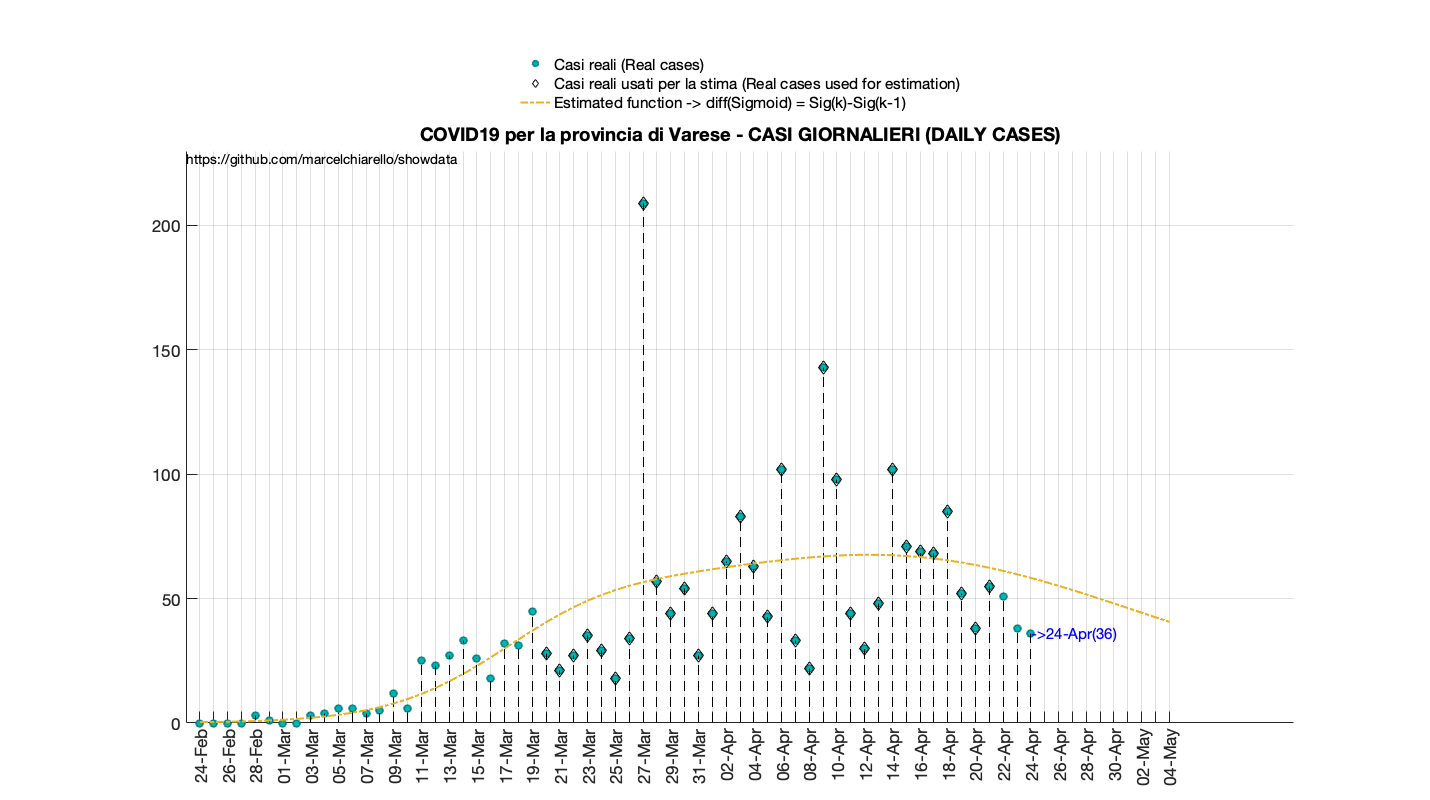 Casi reali (Real cases)
Casi reali usati per la stima (Real cases used for estimation)
Estimated function -> diff(Sigmoid) = Sig(k)-Sig(k-1)
COVID19 per la provincia di Varese - CASI GIORNALIERI (DAILY CASES)
https://github.com/marcelchiarello/showdata
200
150
100
50
0
->24-Apr(36)
24-Feb
26-Feb
28-Feb
01-Mar
03-Mar
05-Mar
07-Mar
09-Mar
11-Mar
13-Mar
15-Mar
17-Mar
19-Mar
21-Mar
23-Mar
25-Mar
27-Mar
29-Mar
31-Mar
02-Apr
04-Apr
06-Apr
08-Apr
10-Apr
12-Apr
14-Apr
16-Apr
18-Apr
20-Apr
22-Apr
24-Apr
26-Apr
28-Apr
30-Apr
02-May
04-May